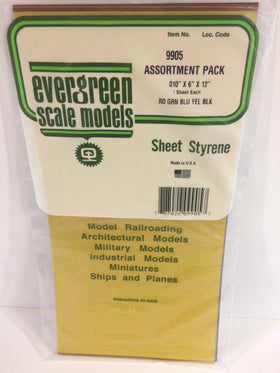 Item No. Loc. Code
9905
ASSORTMENT PACK
010" X 6" X 12"
1 Sheet Each
RD GRN BLU YEL BLK
evergreen
scale models
Sheet Styrene
Made in U.S.A.
Model Railroading
Architectural Models
Military Models
Industrial Models
Miniatures
Ships and Planes
Instructions on back